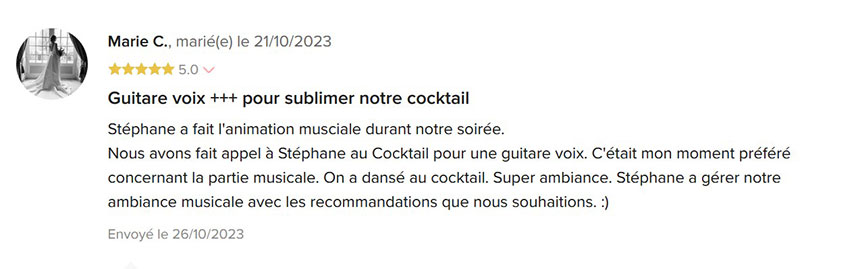 Marie C., marié(e) le 21/10/2023
5.0
Guitare voix +++ pour sublimer notre cocktail
Stéphane a fait l'animation musciale durant notre soirée.
Nous avons fait appel à Stéphane au Cocktail pour une guitare voix. C'était mon moment préféré
concernant la partie musicale. On a dansé au cocktail. Super ambiance. Stéphane a gérer notre
ambiance musicale avec les recommandations que nous souhaitions. :)
Envoyé le 26/10/2023